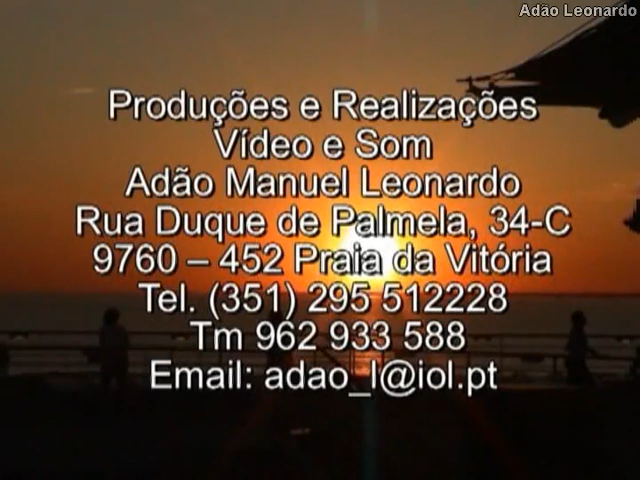 Adão Leonardo
Produções e Realizações
Vídeo e Som
Adão Manuel Leonardo
Rua Duque de Palmela, 34-C
9760 – 452 Praia da Vitória
Tel. (351) 295 512228
Tm 962 933 588
Email: adao_l@iol.pt